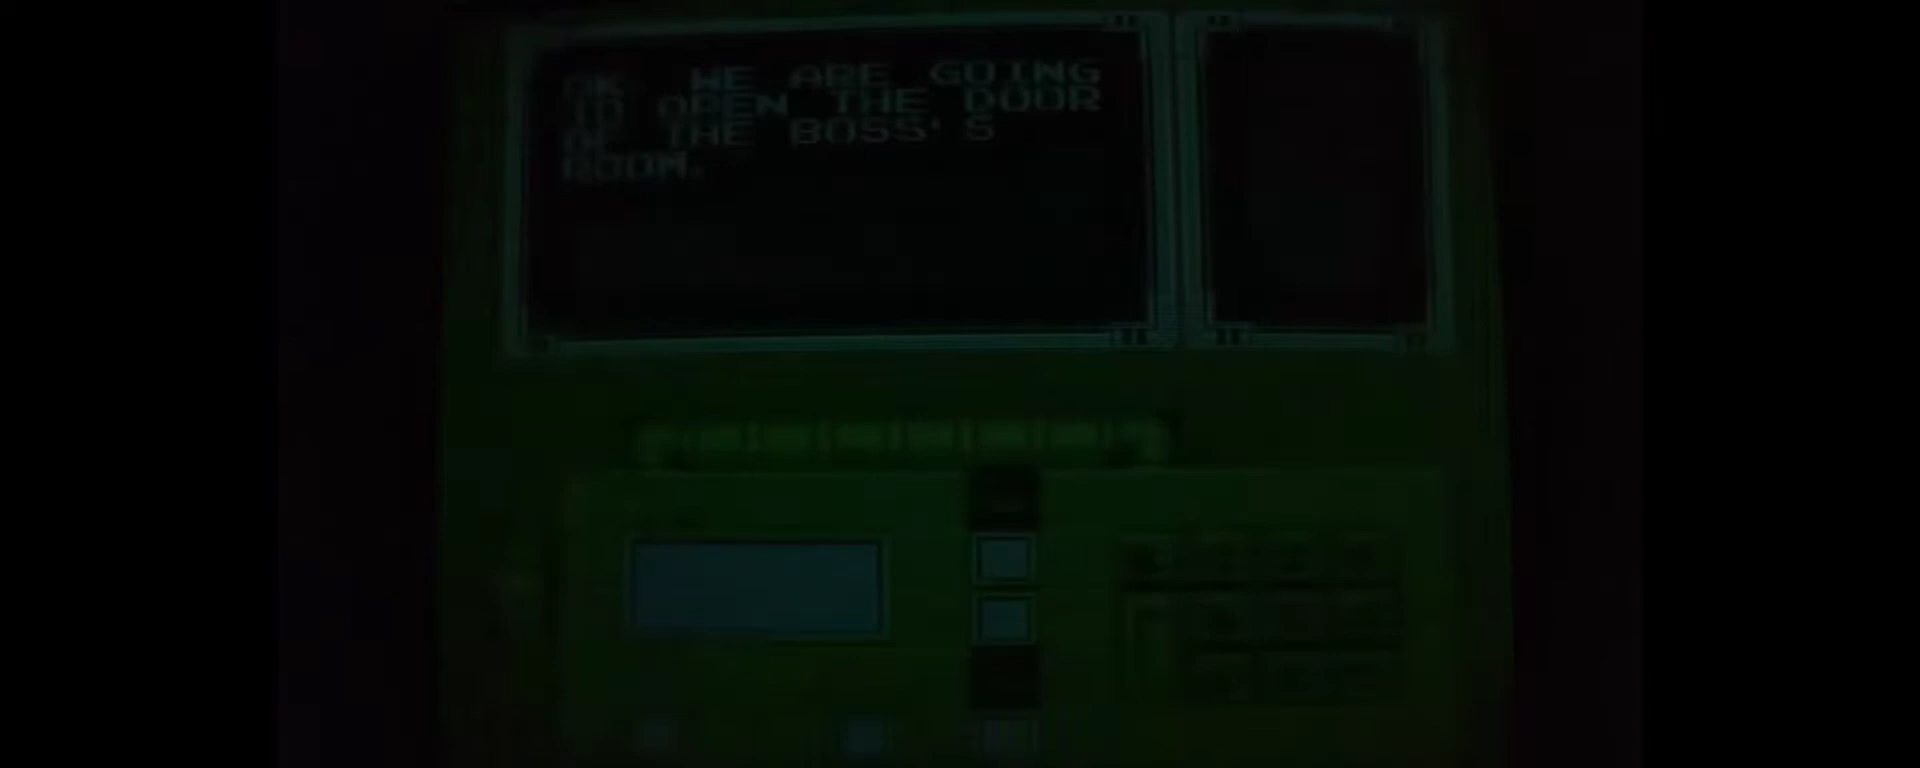 OK WE ARE GOING
TO OPEN THE DOOR
OF THE BOSS'S
ROOM.